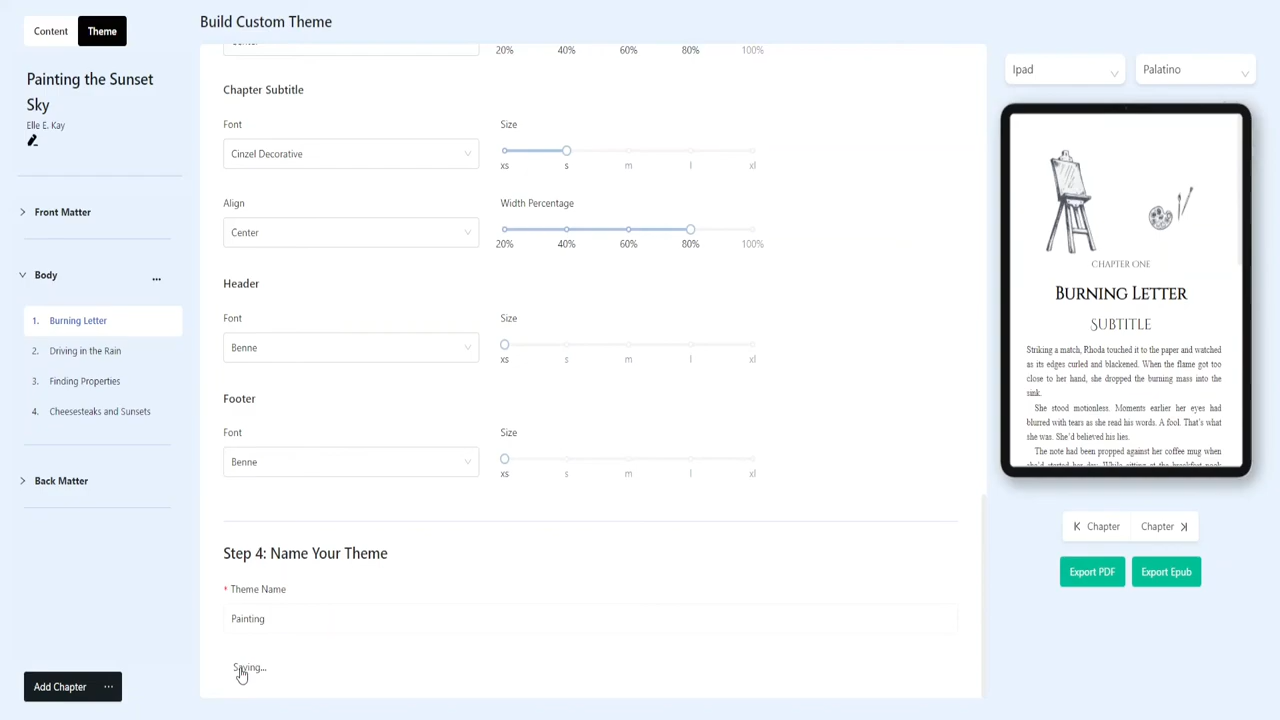 Content
Theme
Build Custom Theme
Painting the Sunset
Sky
Elle E. Kay
Front Matter
Body
...
1. Burning Letter
2. Driving in the Rain
3. Finding Properties
4. Cheesesteaks and Sunsets
Back Matter
Add Chapter ...
20% 40% 60% 80% 100%
Chapter Subtitle
Font
Size
Cinzel Decorative
xs s m l xl
Align
Width Percentage
Center
20% 40% 60% 80% 100%
Header
Font
Size
Benne
xs s m l xl
Footer
Font
Size
Benne
xs s m l xl
Step 4: Name Your Theme
* Theme Name
Painting
Saving...
Ipad
Palatino
Chapter One
Burning Letter
Subtitle
Striking a match, Rhoda touched it to the paper and watched
as its edges curled and blackened. When the flame got too
close to her hand, she dropped the burning mass into the
sink.
She stood motionless. Moments earlier her eyes had
blurred with tears as she read his words. A fool. That's what
she was. She'd believed his lies.
The note had been propped against her coffee mug when
Chapter
Chapter
Export PDF
Export Epub